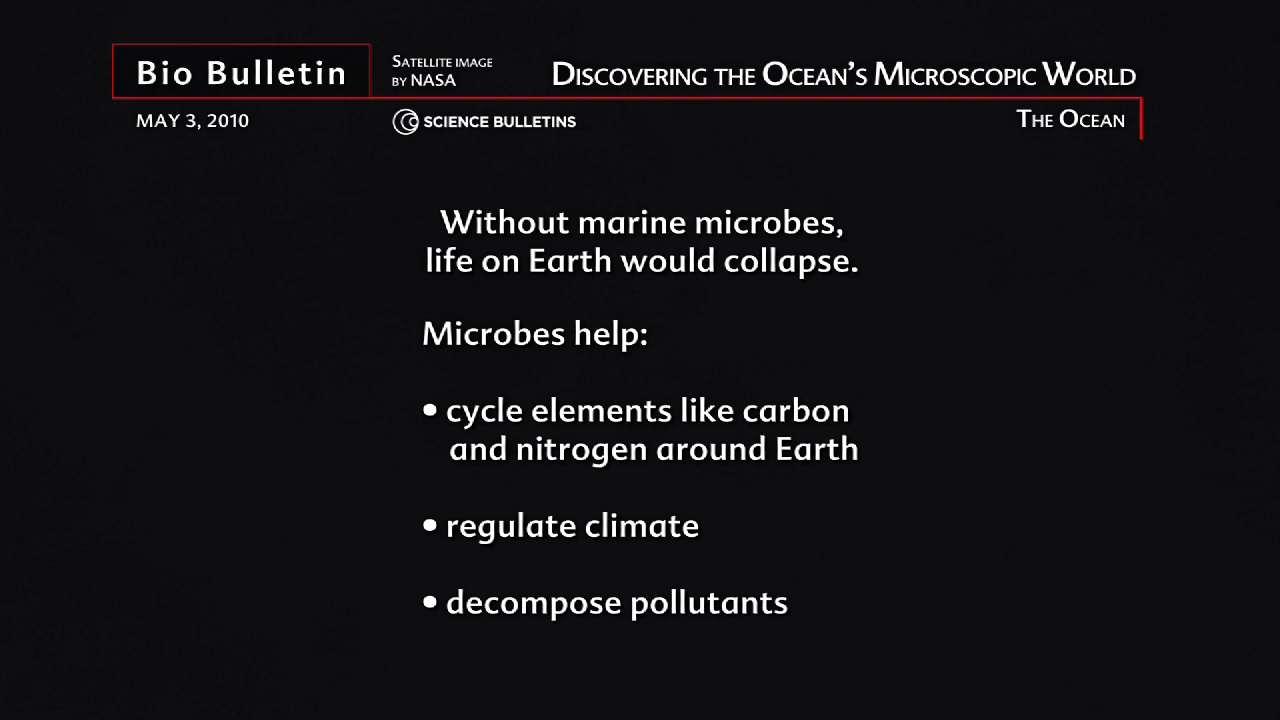 Bio Bulletin
SATELLITE IMAGE
BY NASA
DISCOVERING THE OCEAN'S MICROSCOPIC WORLD
MAY 3, 2010
SCIENCE BULLETINS
THE OCEAN
Without marine microbes,
life on Earth would collapse.
Microbes help:
• cycle elements like carbon
and nitrogen around Earth
• regulate climate
• decompose pollutants